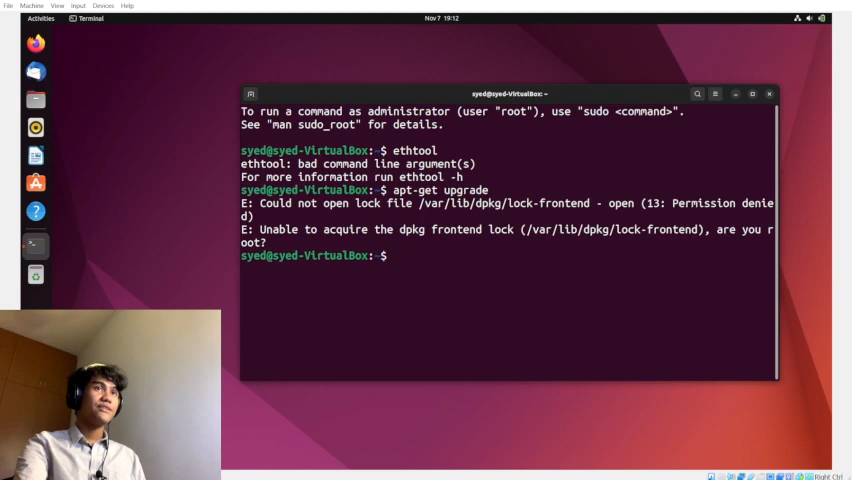 File Machine View Input Devices Help
Activities Terminal Nov 7 19:12
syed@syed-VirtualBox: ~
To run a command as administrator (user "root"), use "sudo <command>".
See "man sudo_root" for details.
syed@syed-VirtualBox:~$ ethtool
ethtool: bad command line argument(s)
For more information run ethtool -h
syed@syed-VirtualBox:~$ apt-get upgrade
E: Could not open lock file /var/lib/dpkg/lock-frontend - open (13: Permission denie
d)
E: Unable to acquire the dpkg frontend lock (/var/lib/dpkg/lock-frontend), are you r
oot?
syed@syed-VirtualBox:~$
Right Ctrl